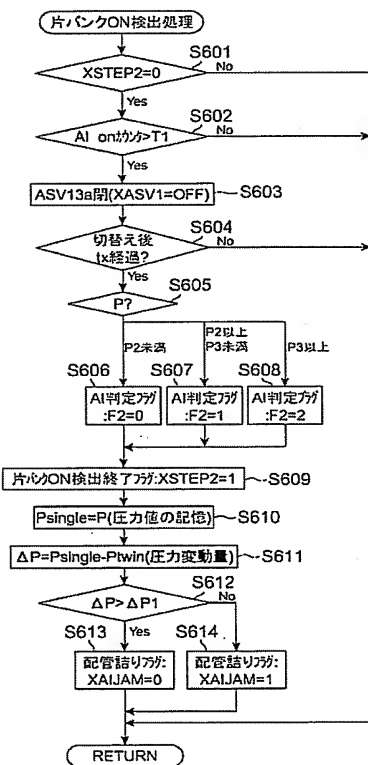 片バンクON検出処理
S601
XSTEP2=0
No
Yes
S602
AI onカウンタ>T1
No
Yes
ASV13a閉(XASV1=OFF)
S603
S604
切替え後
tx経過?
No
Yes
S605
P?
P2未満
P2以上
P3未満
P3以上
S606
S607
S608
AI判定フラグ
:F2=0
AI判定フラグ
:F2=1
AI判定フラグ
:F2=2
片バンクON検出終了フラグ:XSTEP2=1
S609
Psingle=P(圧力値の記憶)
S610
ΔP=Psingle-Ptwin(圧力変動量)
S611
S612
ΔP>ΔP1
No
Yes
S613
S614
配管詰りフラグ:
XAIJAM=0
配管詰りフラグ:
XAIJAM=1
RETURN